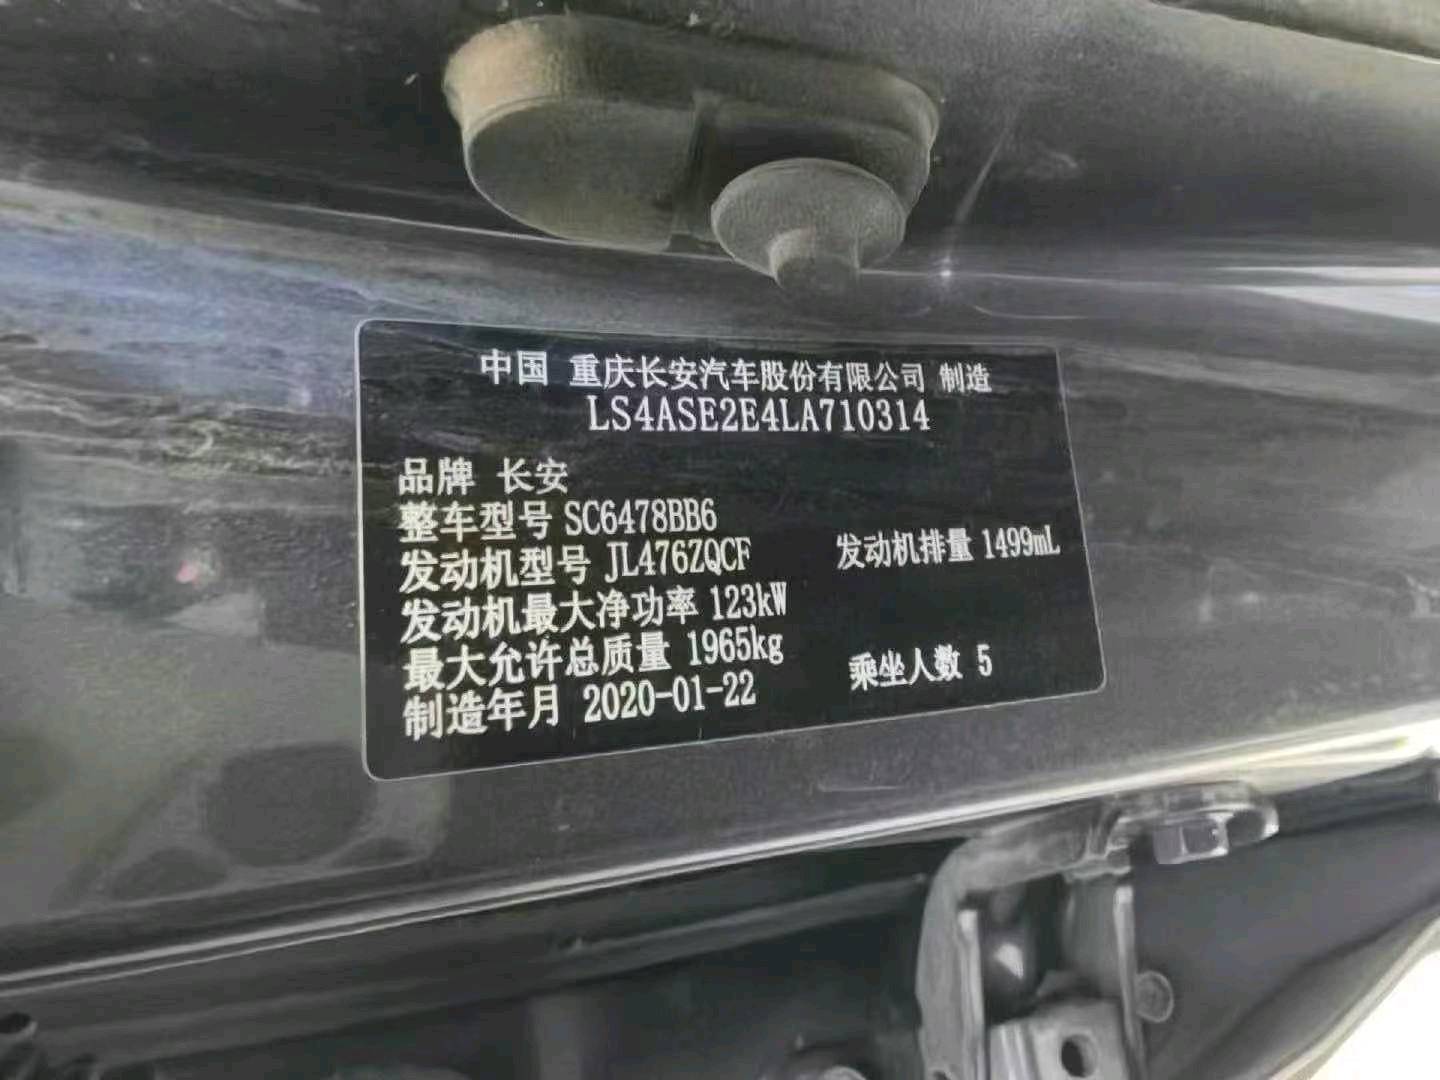 中国 重庆长安汽车股份有限公司 制造
LS4ASE2E4LA710314
品牌 长安
整车型号 SC6478BB6
发动机型号 JL476ZQCF 发动机排量 1499mL
发动机最大净功率 123kW
最大允许总质量 1965kg 乘坐人数 5
制造年月 2020-01-22